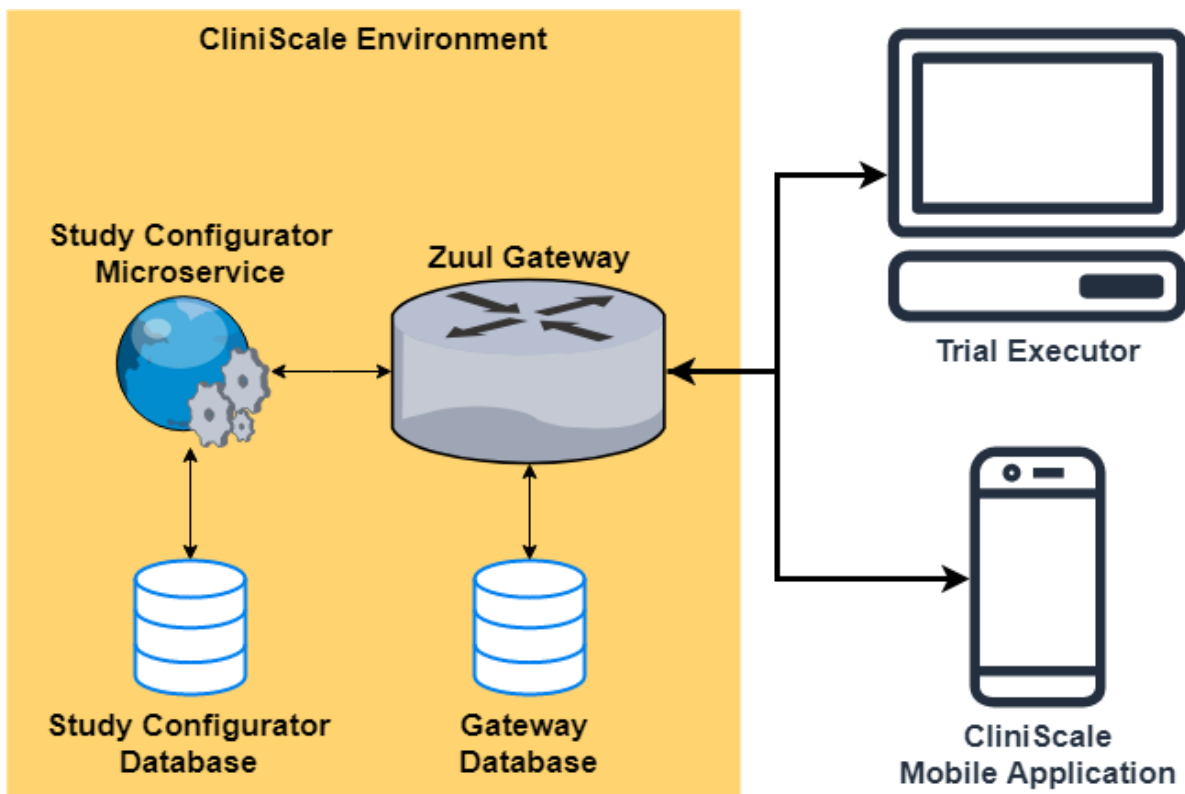 CliniScale Environment
Study Configurator
Microservice
Zuul Gateway
Trial Executor
Study Configurator
Database
Gateway
Database
CliniScale
Mobile Application